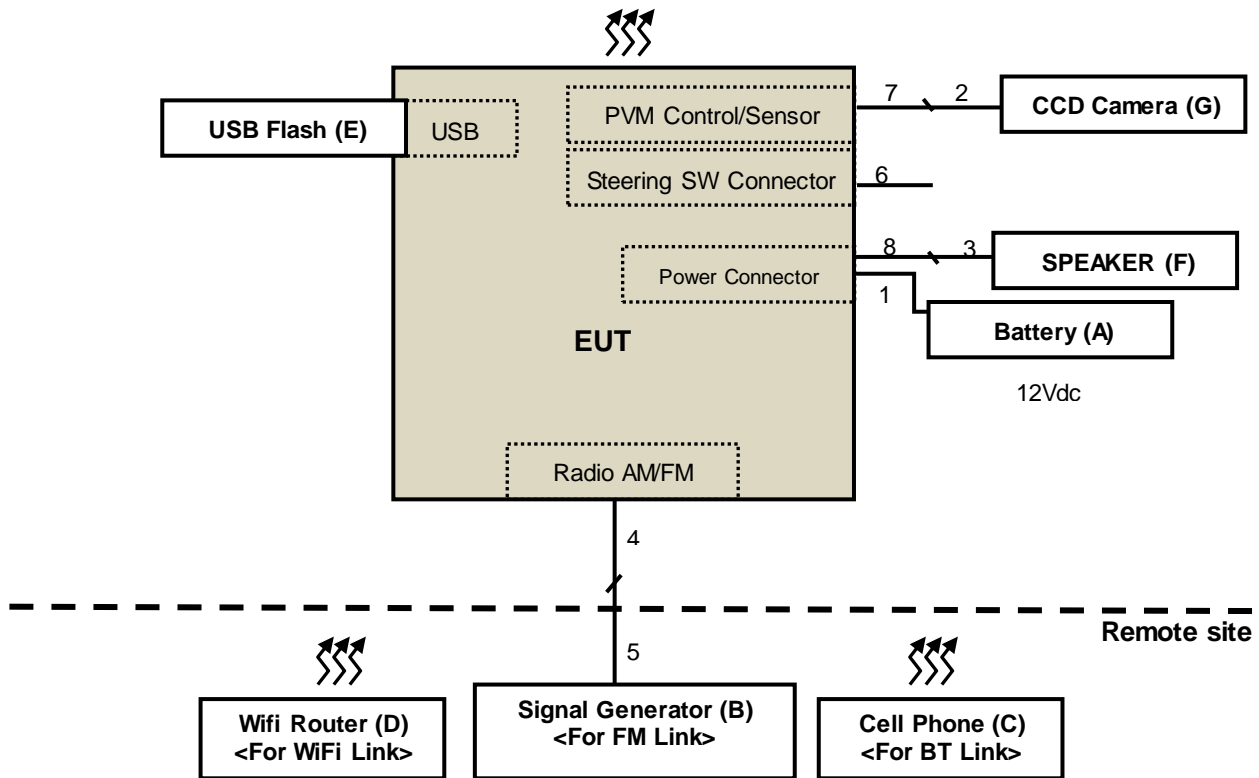 7
2
CCD Camera (G)
PVM Control/Sensor
USB Flash (E)
USB
Steering SW Connector
6
8
3
SPEAKER (F)
Power Connector
1
EUT
Battery (A)
12Vdc
Radio AM/FM
4
Remote site
5
Wifi Router (D)
<For WiFi Link>
Signal Generator (B)
<For FM Link>
Cell Phone (C)
<For BT Link>